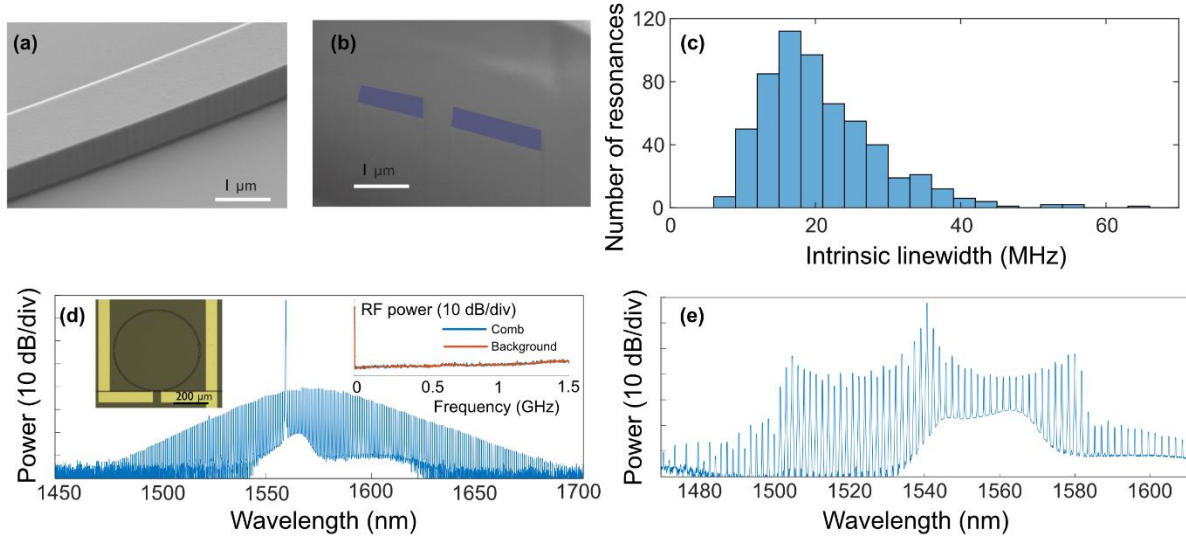 (a)
1 μm
(b)
1 μm
(c)
Number of resonances
120
80
40
0
0 20 40 60
Intrinsic linewidth (MHz)
(d)
Power (10 dB/div)
200 μm
RF power (10 dB/div)
Comb
Background
0 0.5 1 1.5
Frequency (GHz)
1450 1500 1550 1600 1700
Wavelength (nm)
(e)
Power (10 dB/div)
1480 1500 1520 1540 1560 1580 1600
Wavelength (nm)